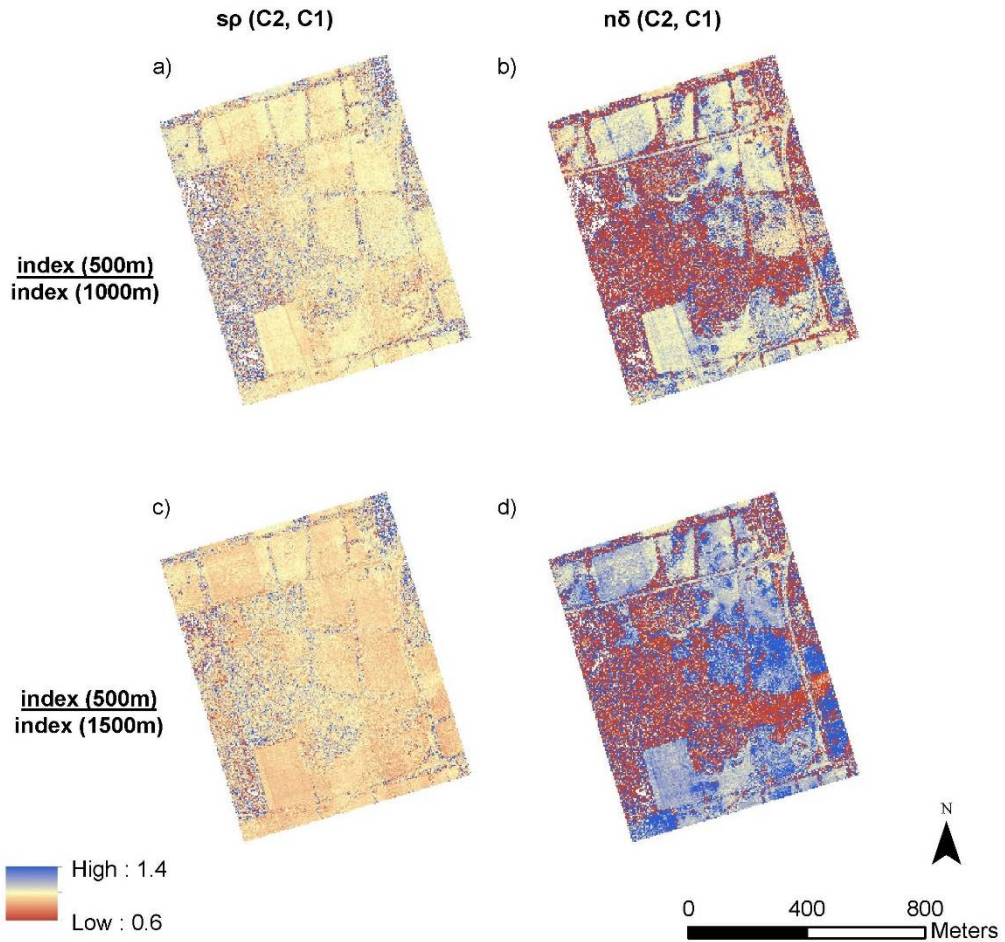 sρ (C2, C1)
nδ (C2, C1)
a)
b)
index (500m)
index (1000m)
c)
d)
index (500m)
index (1500m)
N
High : 1.4
Low : 0.6
0 400 800
Meters